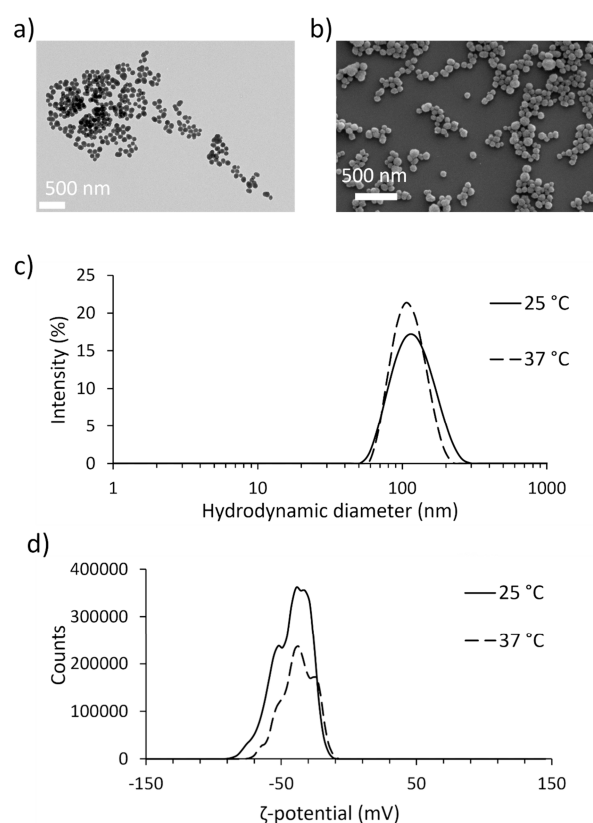 a)
b)
500 nm
500 nm
c)
25
20
15
10
5
0
Intensity (%)
25 °C
37 °C
1
10
100
1000
Hydrodynamic diameter (nm)
d)
400000
300000
200000
100000
0
Counts
25 °C
37 °C
-150
-50
50
150
ζ-potential (mV)